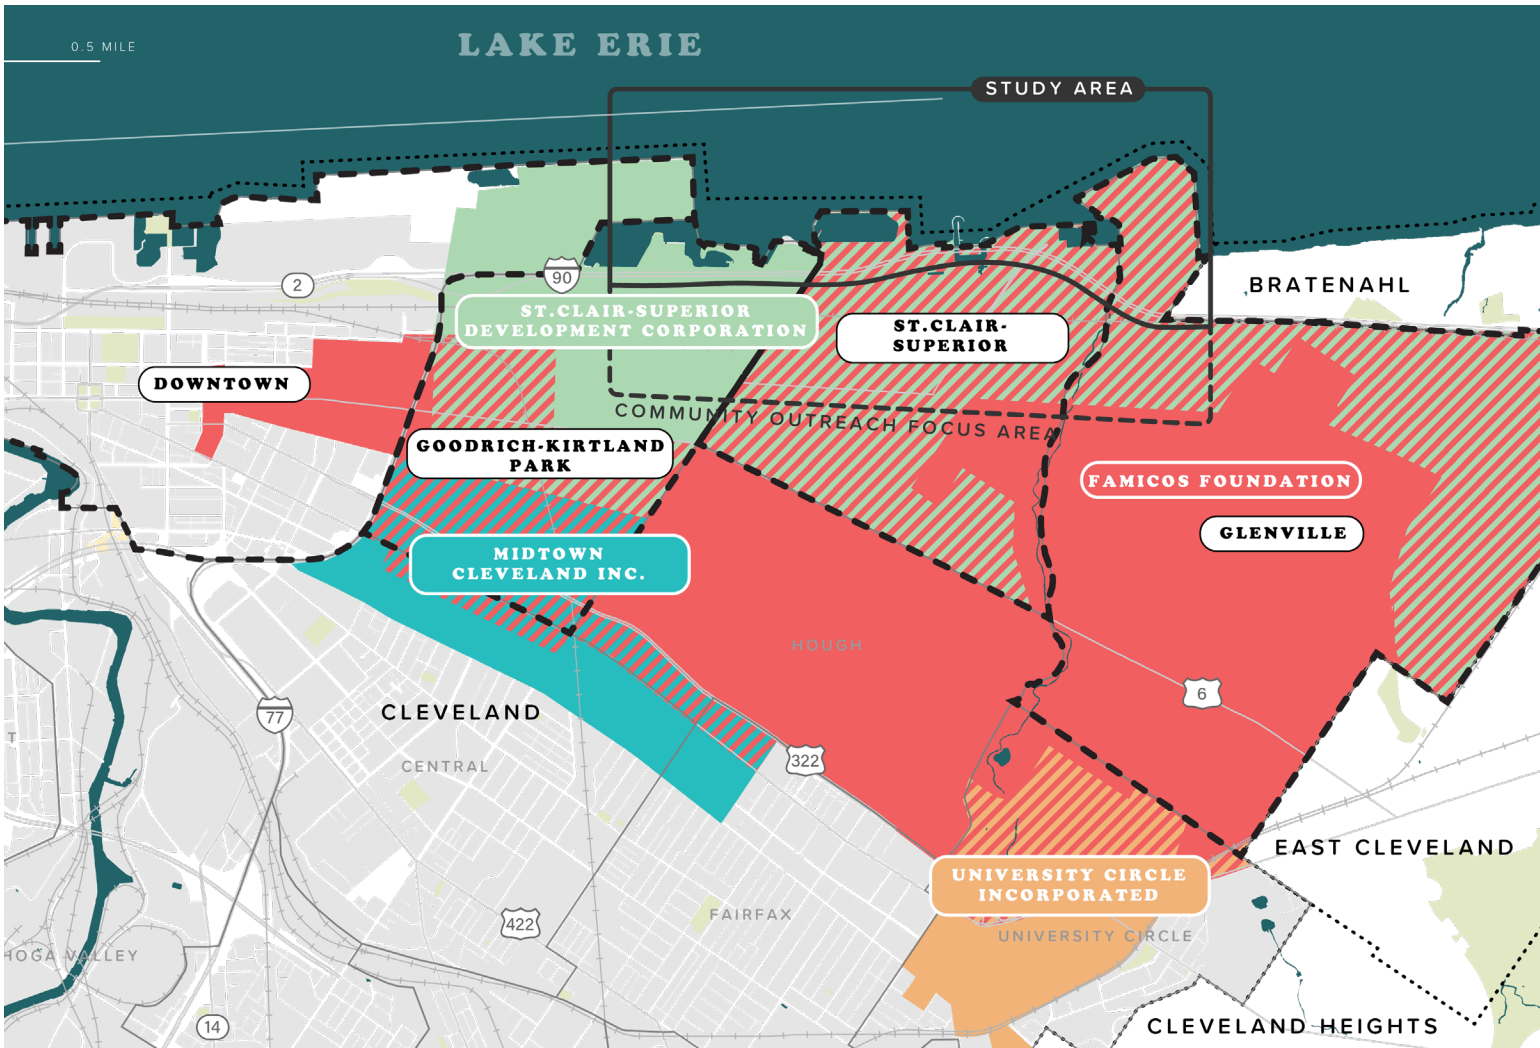 0.5 MILE
LAKE ERIE
STUDY AREA
90
2
BRATENAHL
ST.CLAIR-SUPERIOR
DEVELOPMENT CORPORATION
ST.CLAIR-
SUPERIOR
DOWNTOWN
COMMUNITY OUTREACH FOCUS AREA
GOODRICH-KIRTLAND
PARK
FAMICOS FOUNDATION
GLENVILLE
MIDTOWN
CLEVELAND INC.
HOUGH
6
77
CLEVELAND
T
322
CENTRAL
EAST CLEVELAND
UNIVERSITY CIRCLE
INCORPORATED
422
FAIRFAX
UNIVERSITY CIRCLE
HOGA VALLEY
14
CLEVELAND HEIGHTS